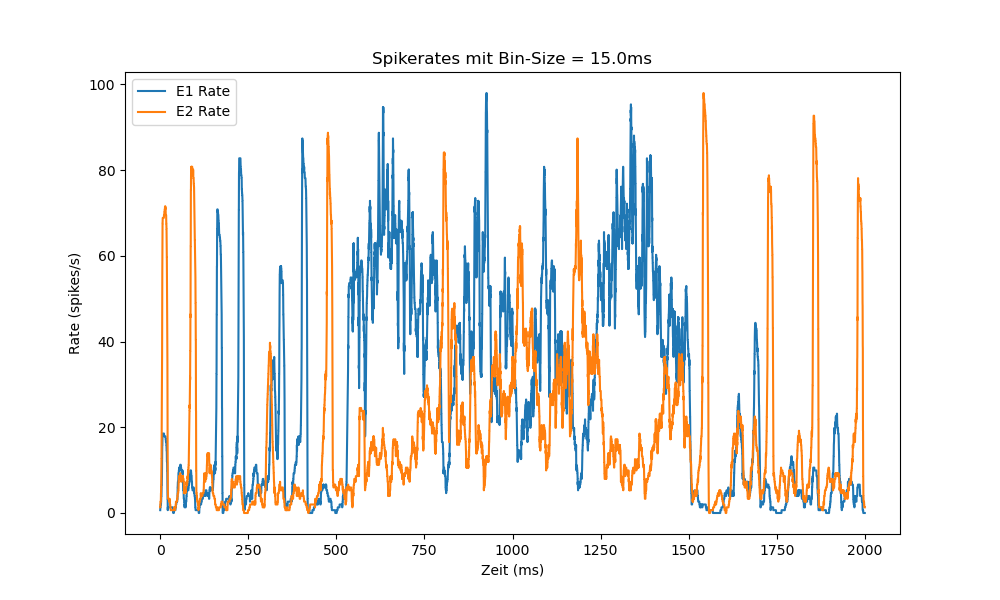 Spikerates mit Bin-Size = 15.0ms
E1 Rate
E2 Rate
Rate (spikes/s)
100
80
60
40
20
0
0 250 500 750 1000 1250 1500 1750 2000
Zeit (ms)